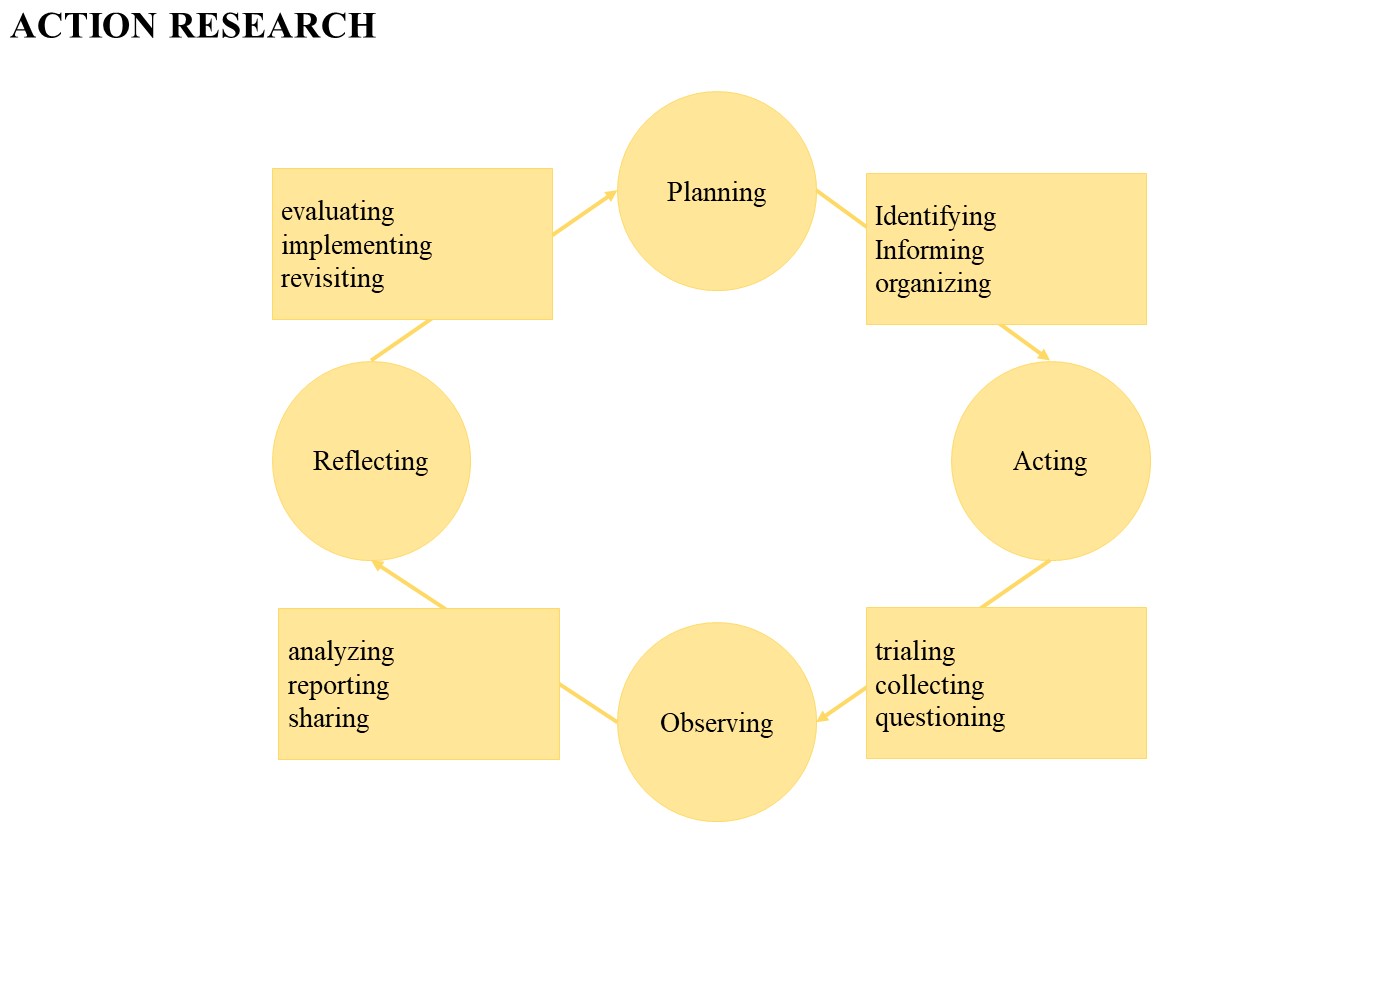 ACTION RESEARCH
Planning
evaluating
implementing
revisiting
Identifying
Informing
organizing
Reflecting
Acting
analyzing
reporting
sharing
Observing
trialing
collecting
questioning